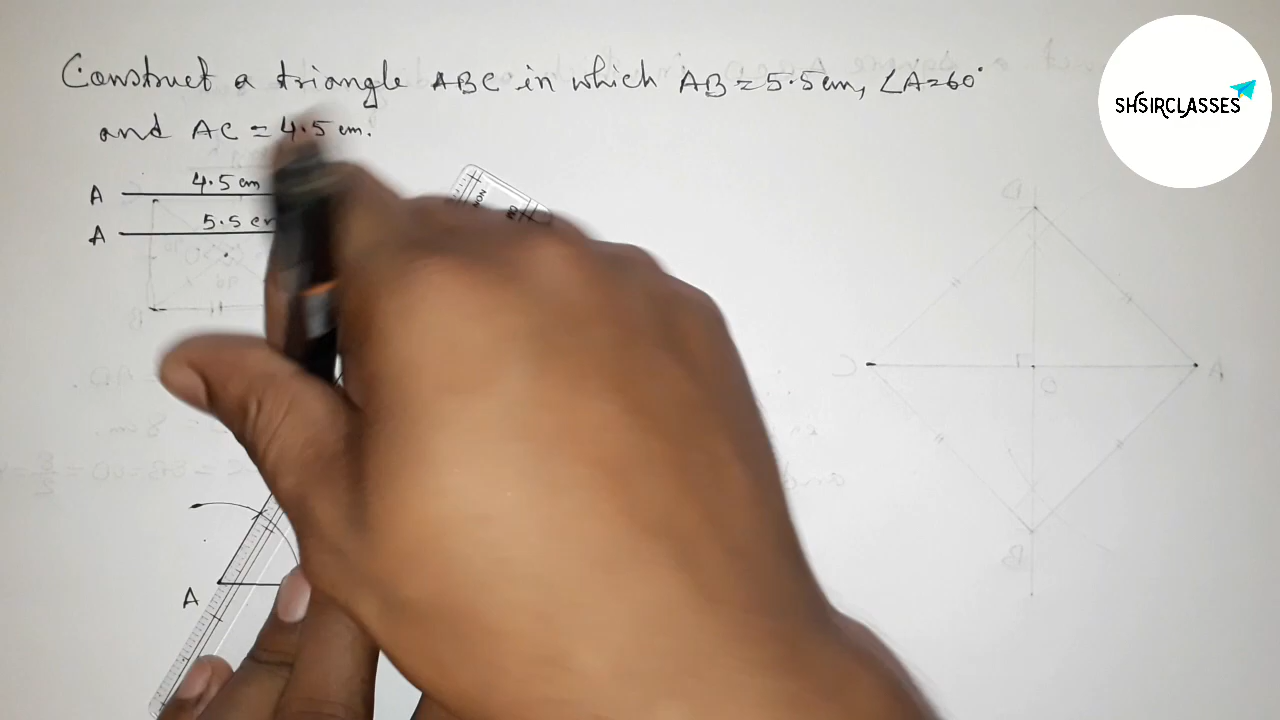 Construct a triangle ABC in which AB = 5.5 cm, ∠A = 60°
and AC = 4.5 cm.
SHSIRCLASSES
A 4.5 cm
A 5.5 cm
NON
D
C
A
O
B
B
A